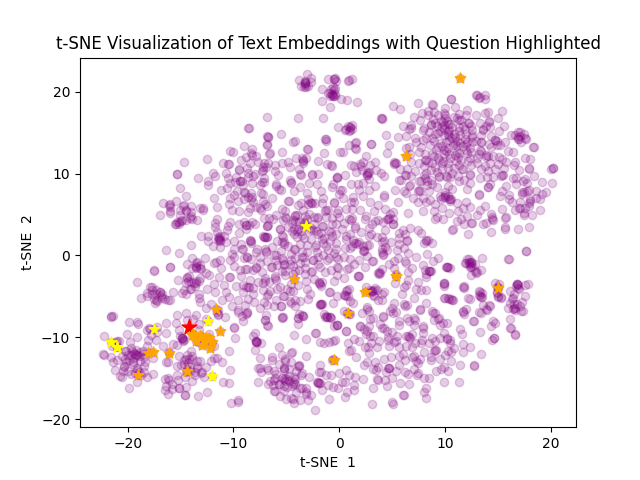 t-SNE Visualization of Text Embeddings with Question Highlighted
20
10
0
−10
−20
t-SNE 2
−20 −10 0 10 20
t-SNE 1